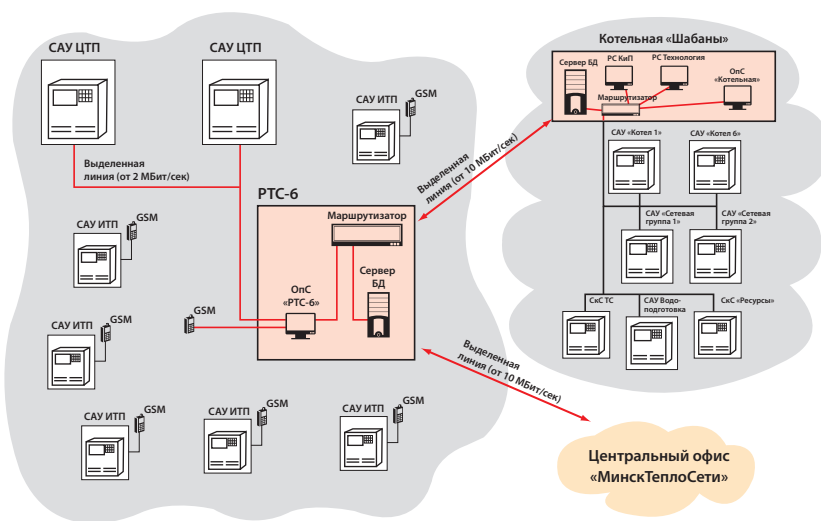 САУ ЦТП
САУ ЦТП
Выделенная
линия (от 2 МБит/сек)
САУ ИТП
GSM
САУ ИТП
GSM
САУ ИТП
GSM
GSM
САУ ИТП
GSM
САУ ИТП
GSM
САУ ИТП
GSM
РТС-6
Маршрутизатор
ОпС
«РТС-6»
Сервер
БД
Выделенная
линия (от 10 МБит/сек)
Выделенная
линия (от 10 МБит/сек)
Котельная «Шабаны»
Сервер БД
РС КиП
РС Технология
ОпС
«Котельная»
Маршрутизатор
САУ «Котел 1»
САУ «Котел 6»
САУ «Сетевая
группа 1»
САУ «Сетевая
группа 2»
СкС ТС
САУ Водо-
подготовка
СкС «Ресурсы»
Центральный офис
«МинскТеплоСети»